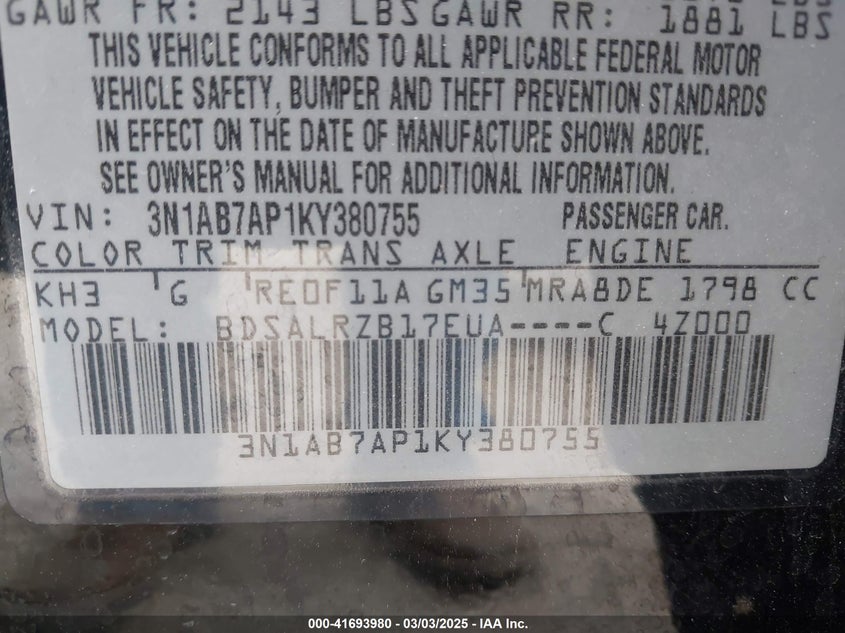 GAWR FR: 2143 LBS GAWR RR: 1881 LBS
THIS VEHICLE CONFORMS TO ALL APPLICABLE FEDERAL MOTOR
VEHICLE SAFETY, BUMPER AND THEFT PREVENTION STANDARDS
IN EFFECT ON THE DATE OF MANUFACTURE SHOWN ABOVE.
SEE OWNER'S MANUAL FOR ADDITIONAL INFORMATION.
VIN: 3N1AB7AP1KY380755 PASSENGER CAR.
COLOR TRIM TRANS AXLE ENGINE
KH3 G RE0F11A GM35 MRA8DE 1798 CC
MODEL: BDSALRZB17EUA----C 4Z000
3N1AB7AP1KY380755
000-41693980 - 03/03/2025 - IAA Inc.